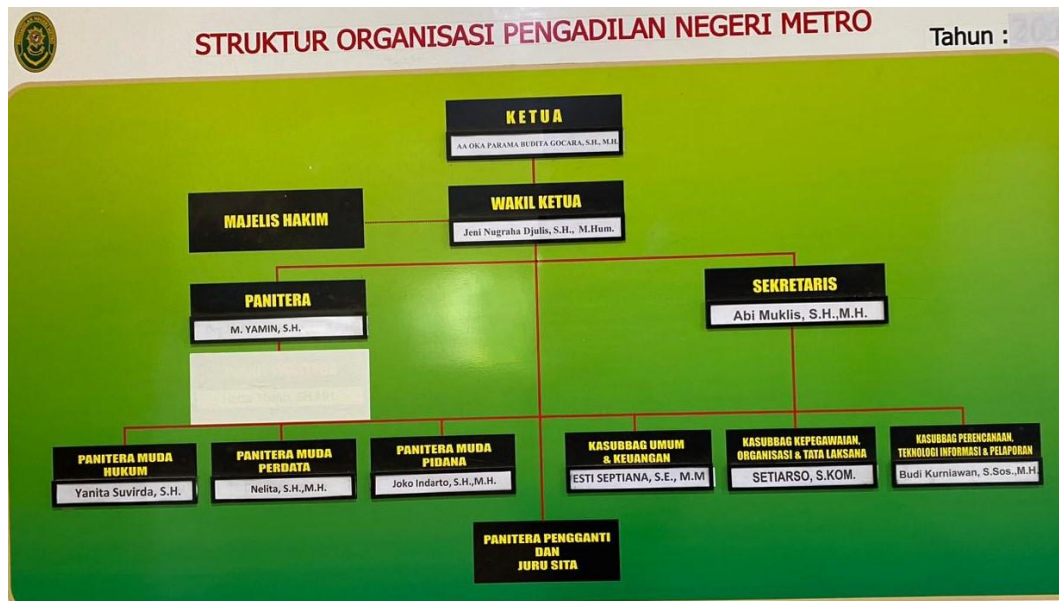 STRUKTUR ORGANISASI PENGADILAN NEGERI METRO
Tahun :
KETUA
AA OKA PARAMA BUDITA GOCARA, S.H., M.H.
WAKIL KETUA
Jeni Nugraha Djulis, S.H., M.Hum.
MAJELIS HAKIM
PANITERA
M. YAMIN, S.H.
SEKRETARIS
Abi Muklis, S.H.,M.H.
PANITERA MUDA
HUKUM
Yanita Suvirda, S.H.
PANITERA MUDA
PERDATA
Nelita, S.H.,M.H.
PANITERA MUDA
PIDANA
Joko Indarto, S.H.,M.H.
KASUBBAG UMUM
& KEUANGAN
ESTI SEPTIANA, S.E., M.M
KASUBBAG KEPEGAWAIAN,
ORGANISASI & TATA LAKSANA
SETIARSO, S.KOM.
KASUBBAG PERENCANAAN,
TEKNOLOGI INFORMASI & PELAPORAN
Budi Kurniawan, S.Sos.,M.H.
PANITERA PENGGANTI
DAN
JURU SITA